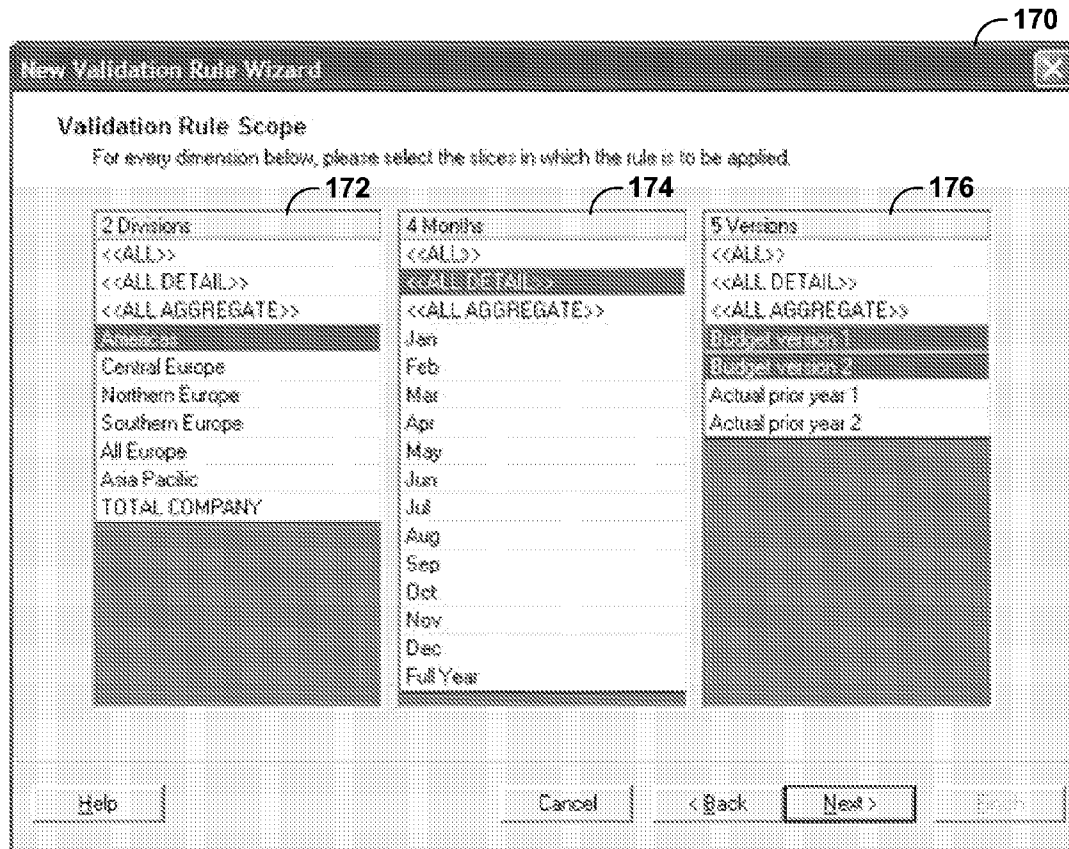 170
New Validation Rule Wizard
Validation Rule Scope
For every dimension below, please select the slices in which the rule is to be applied.
172
174
176
2 Divisions
<<ALL>>
<<ALL DETAIL>>
<<ALL AGGREGATE>>
Americas
Central Europe
Northern Europe
Southern Europe
All Europe
Asia Pacific
TOTAL COMPANY
4 Months
<<ALL>>
<<ALL DETAIL>>
<<ALL AGGREGATE>>
Jan
Feb
Mar
Apr
May
Jun
Jul
Aug
Sep
Oct
Nov
Dec
Full Year
5 Versions
<<ALL>>
<<ALL DETAIL>>
<<ALL AGGREGATE>>
Budget version 1
Budget version 2
Actual prior year 1
Actual prior year 2
Help
Cancel
< Back
Next >
Finish